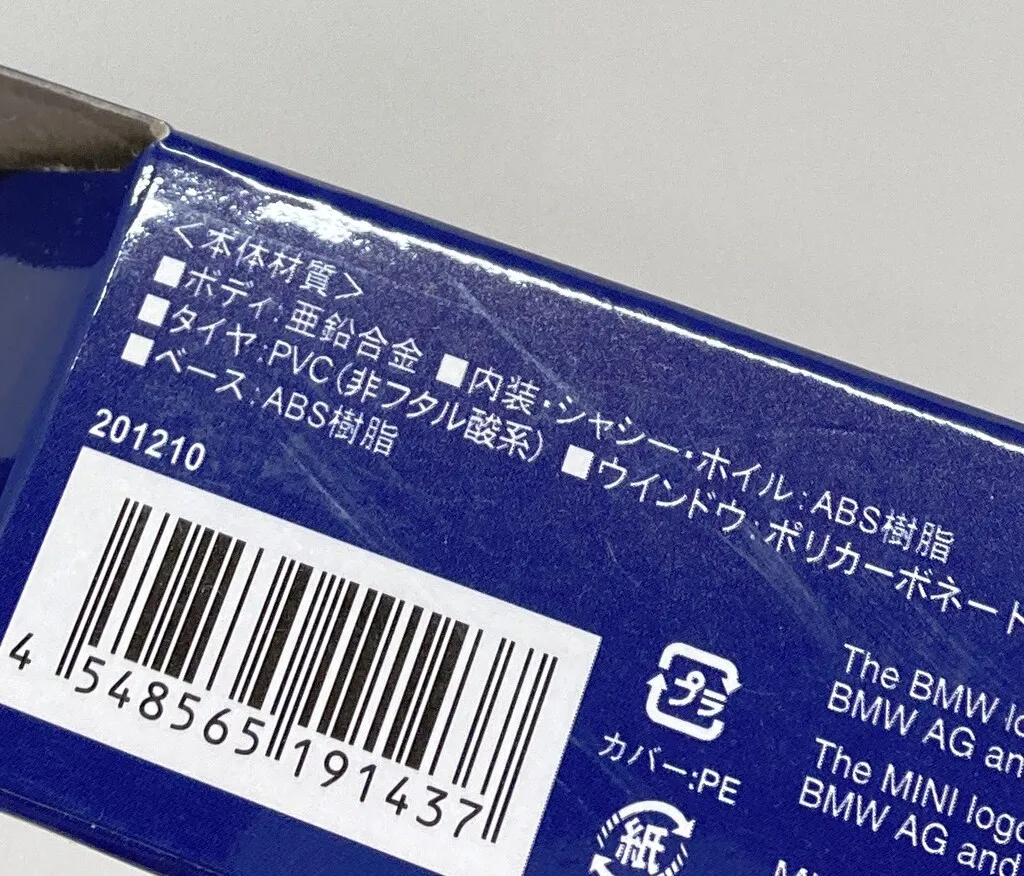 <本体材質>
■ボディ:亜鉛合金 ■内装・シャシー・ホイル:ABS樹脂
■タイヤ:PVC(非フタル酸系) ■ウインドウ:ポリカーボネート
■ベース:ABS樹脂
201210
4 548565 191437
プラ
カバー:PE
紙
The BMW
BMW AG
The MINI logo
BMW AG and